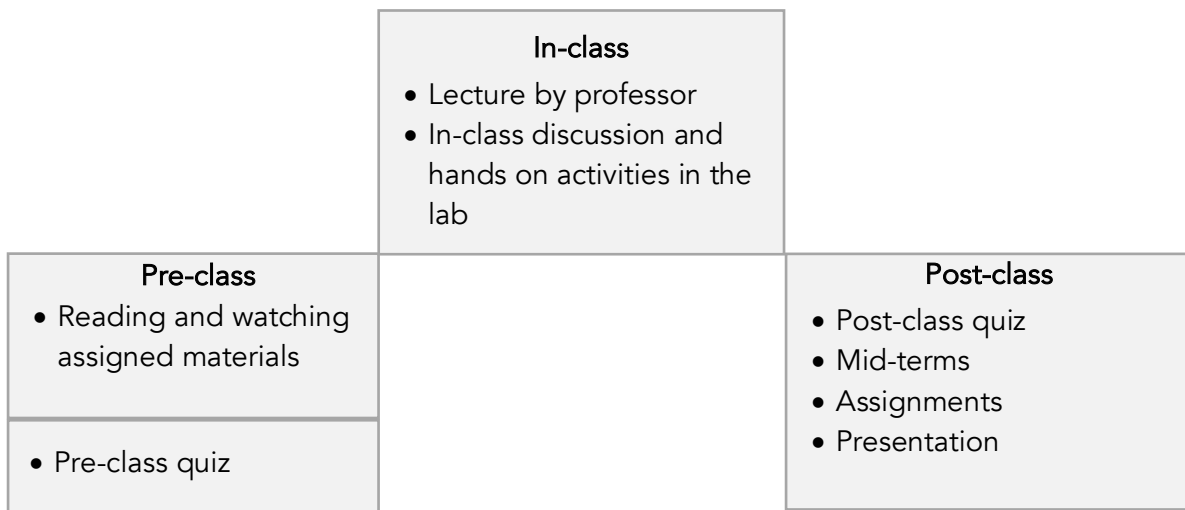 In-class
• Lecture by professor
• In-class discussion and
hands on activities in the
lab
Pre-class
• Reading and watching
assigned materials
• Pre-class quiz
Post-class
• Post-class quiz
• Mid-terms
• Assignments
• Presentation